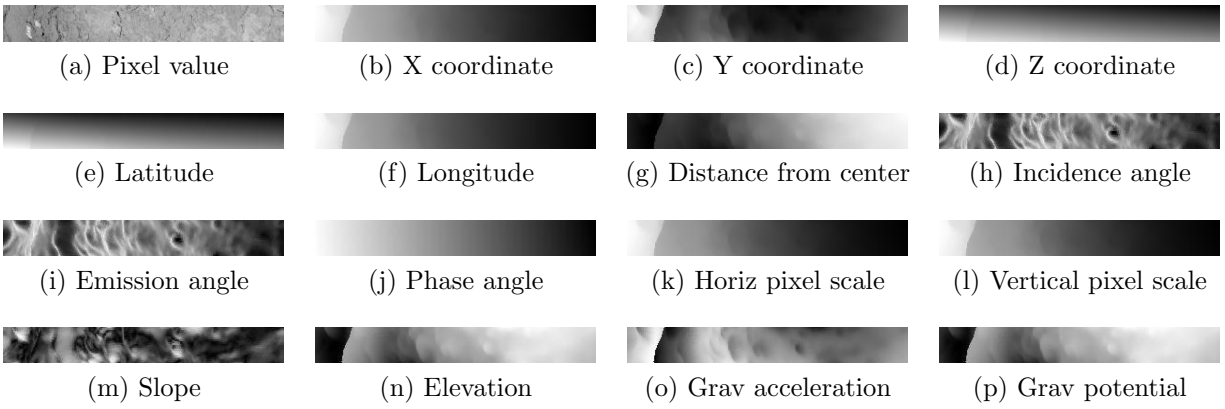 (a) Pixel value
(b) X coordinate
(c) Y coordinate
(d) Z coordinate
(e) Latitude
(f) Longitude
(g) Distance from center
(h) Incidence angle
(i) Emission angle
(j) Phase angle
(k) Horiz pixel scale
(l) Vertical pixel scale
(m) Slope
(n) Elevation
(o) Grav acceleration
(p) Grav potential